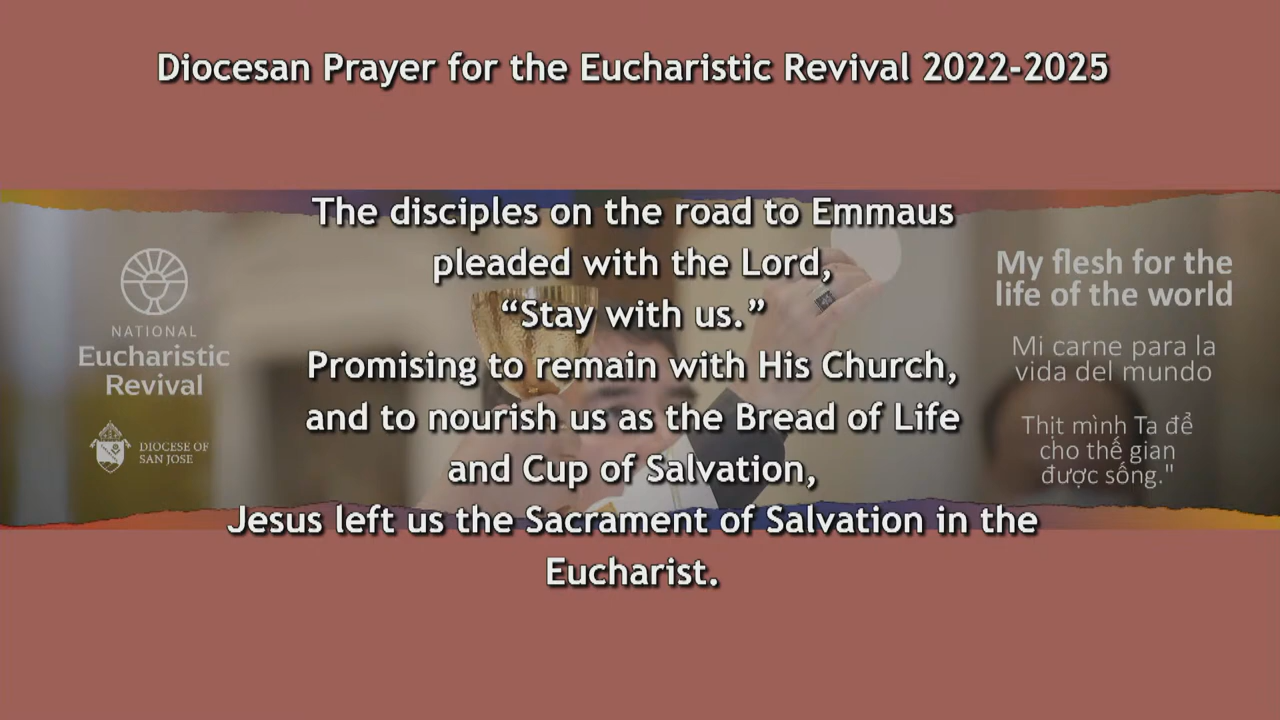 Diocesan Prayer for the Eucharistic Revival 2022-2025
The disciples on the road to Emmaus
pleaded with the Lord,
“Stay with us.”
Promising to remain with His Church,
and to nourish us as the Bread of Life
and Cup of Salvation,
Jesus left us the Sacrament of Salvation in the
Eucharist.
NATIONAL
Eucharistic
Revival
DIOCESE OF
SAN JOSE
My flesh for the
life of the world
Mi carne para la
vida del mundo
Thịt mình Ta để
cho thế gian
được sống."